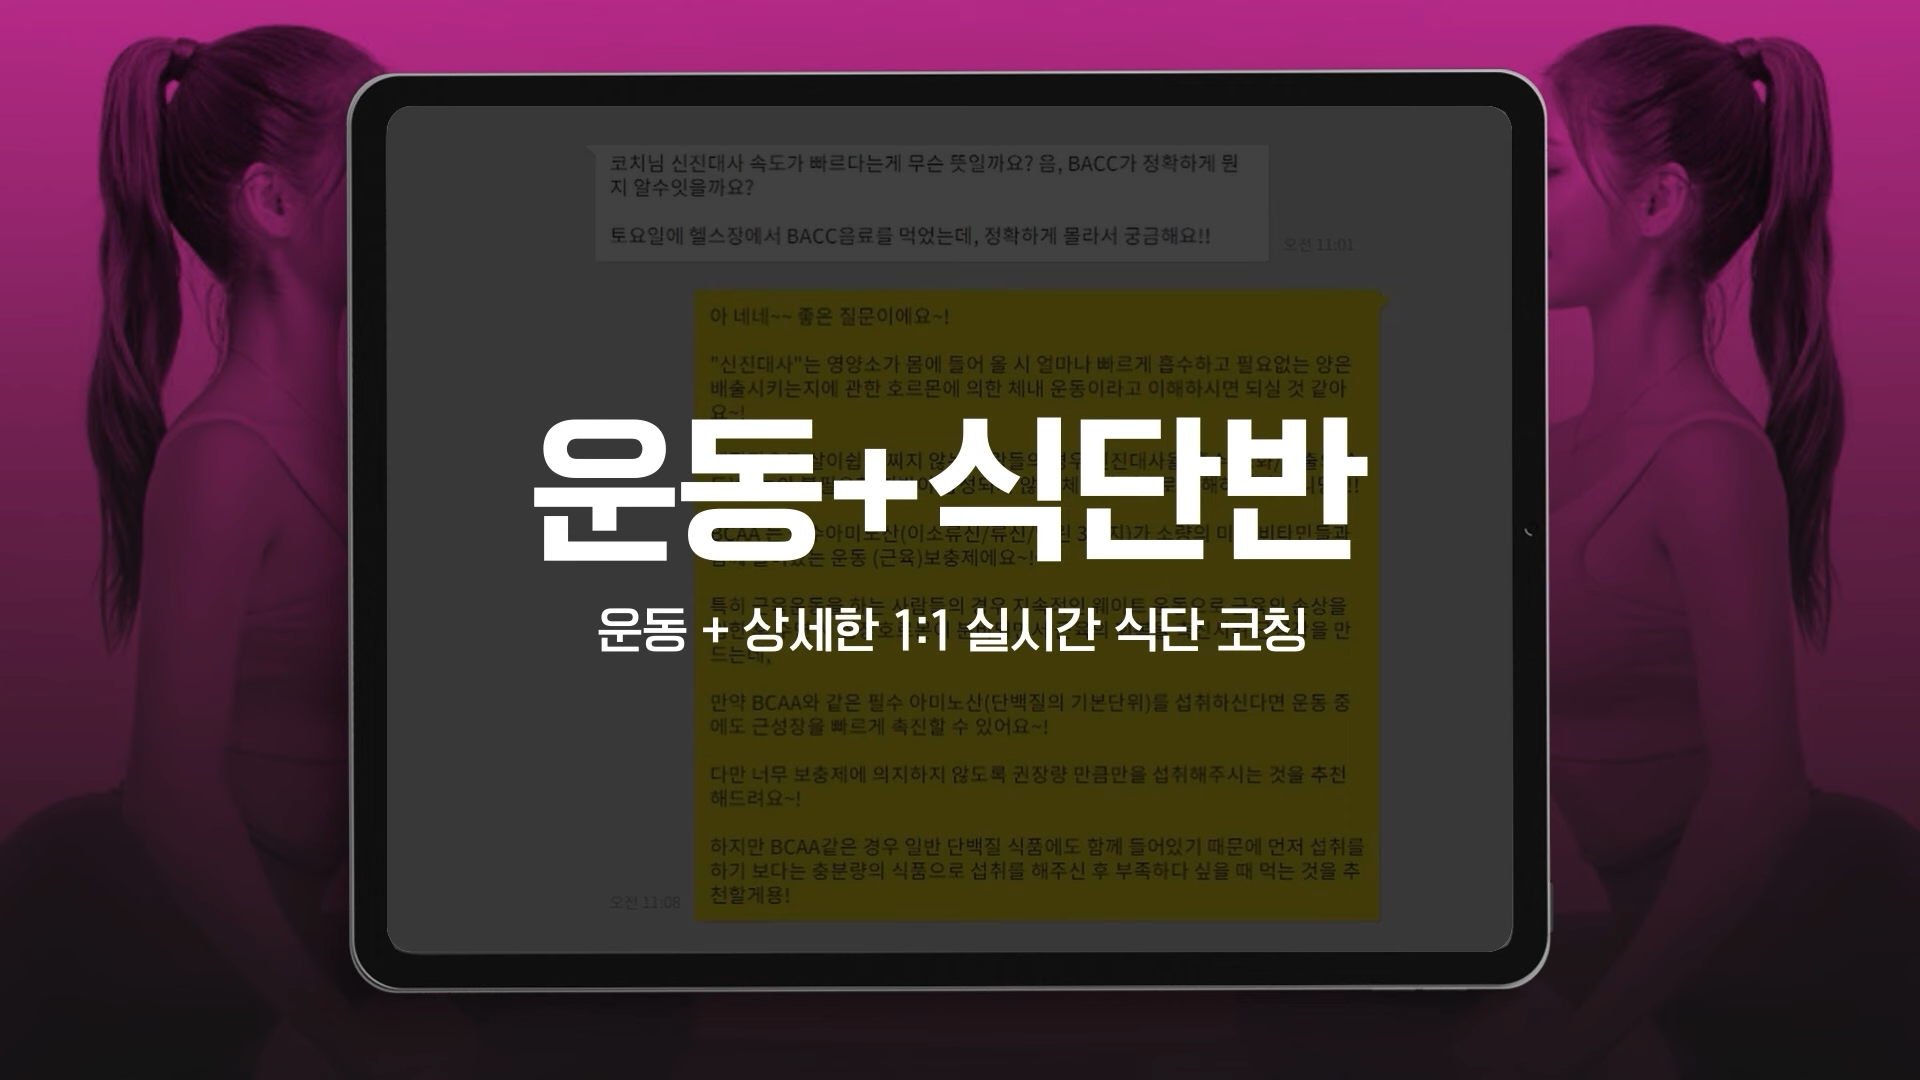 코치님 신진대사 속도가 빠르다는게 무슨 뜻일까요? 음, BACC가 정확하게 뭔
지 알수잇을까요?
토요일에 헬스장에서 BACC음료를 먹었는데, 정확하게 몰라서 궁금해요!!
오전 11:01
아 네네~~ 좋은 질문이에요~!
"신진대사"는 영양소가 몸에 들어 올 시 얼마나 빠르게 흡수하고 필요없는 양은
배출시키는지에 관한 호르몬에 의한 체내 운동이라고 이해하시면 되실 것 같아
요~!
운동+식단반
BCAA
운동 (근육)보충제에요~!
운동 + 상세한 1:1 실시간 식단 코칭
드는데,
만약 BCAA와 같은 필수 아미노산(단백질의 기본단위)를 섭취하신다면 운동 중
에도 근성장을 빠르게 촉진할 수 있어요~!
다만 너무 보충제에 의지하지 않도록 권장량 만큼만을 섭취해주시는 것을 추천
해드려요~!
하지만 BCAA같은 경우 일반 단백질 식품에도 함께 들어있기 때문에 먼저 섭취를
하기 보다는 충분량의 식품으로 섭취를 해주신 후 부족하다 싶을 때 먹는 것을 추
천할게용!
오전 11:08